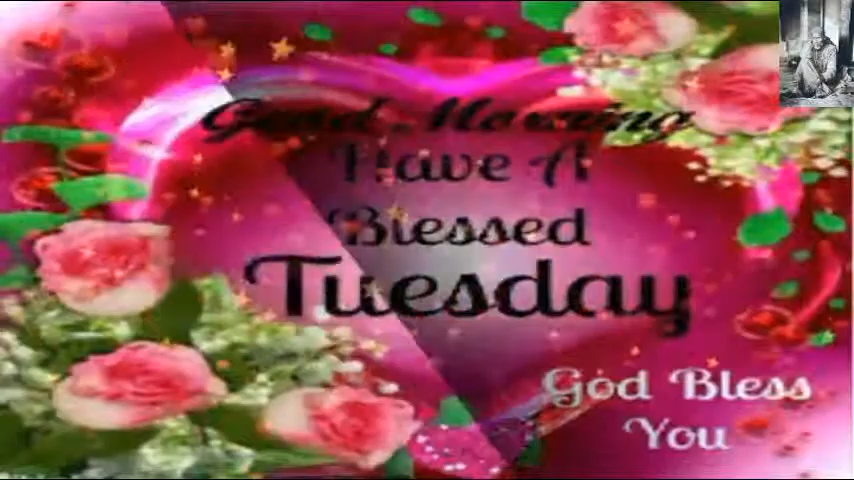 Good Morning
Have A
Blessed
Tuesday
God Bless
You